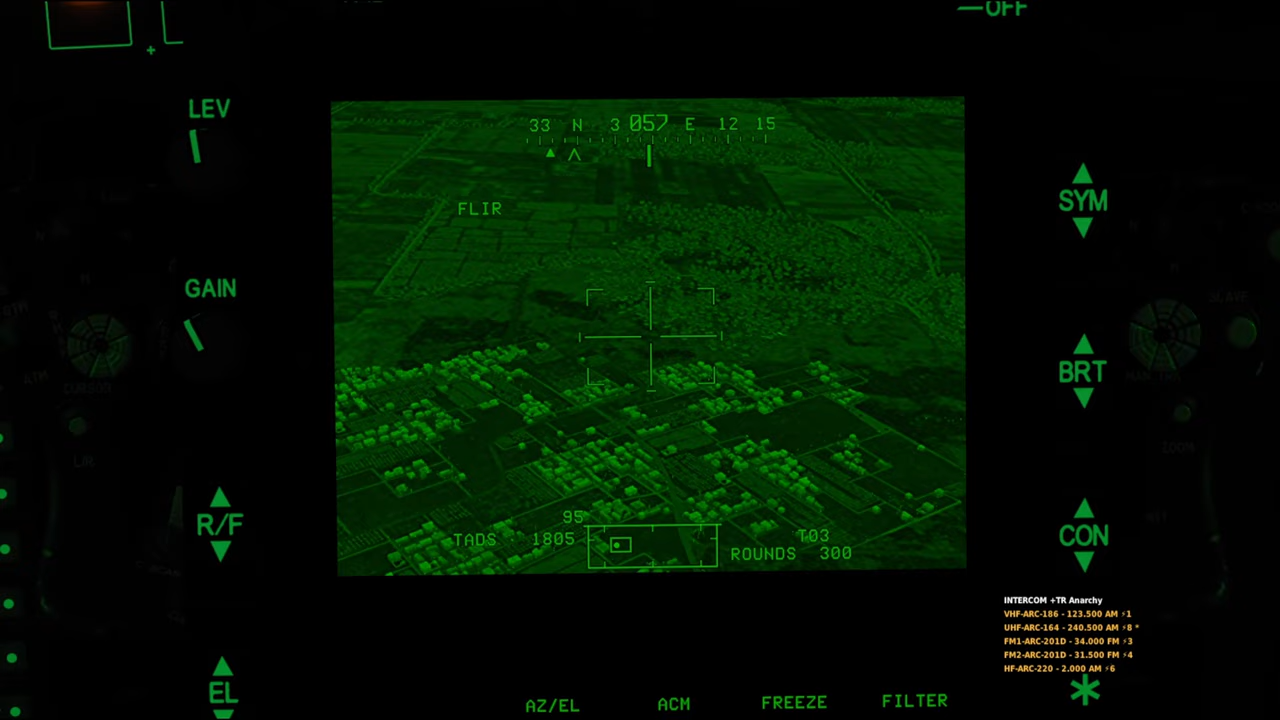 OFF
LEV
33 N 3 057 E 12 15
FLIR
SYM
GAIN
BRT
CURSOR
L/R
ZOOM
R/F
95
TADS 1805
T03
ROUNDS 300
CON
INTERCOM +TR Anarchy
VHF-ARC-186 - 123.500 AM ⚡1
UHF-ARC-164 - 240.500 AM ⚡8 *
FM1-ARC-201D - 34.000 FM ⚡3
FM2-ARC-201D - 31.500 FM ⚡4
HF-ARC-220 - 2.000 AM ⚡6
EL
AZ/EL ACM FREEZE FILTER